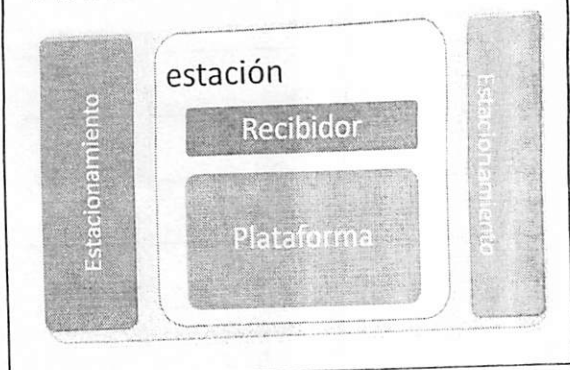 estación
Recibidor
Plataforma
Estacionamiento
Estacionamiento